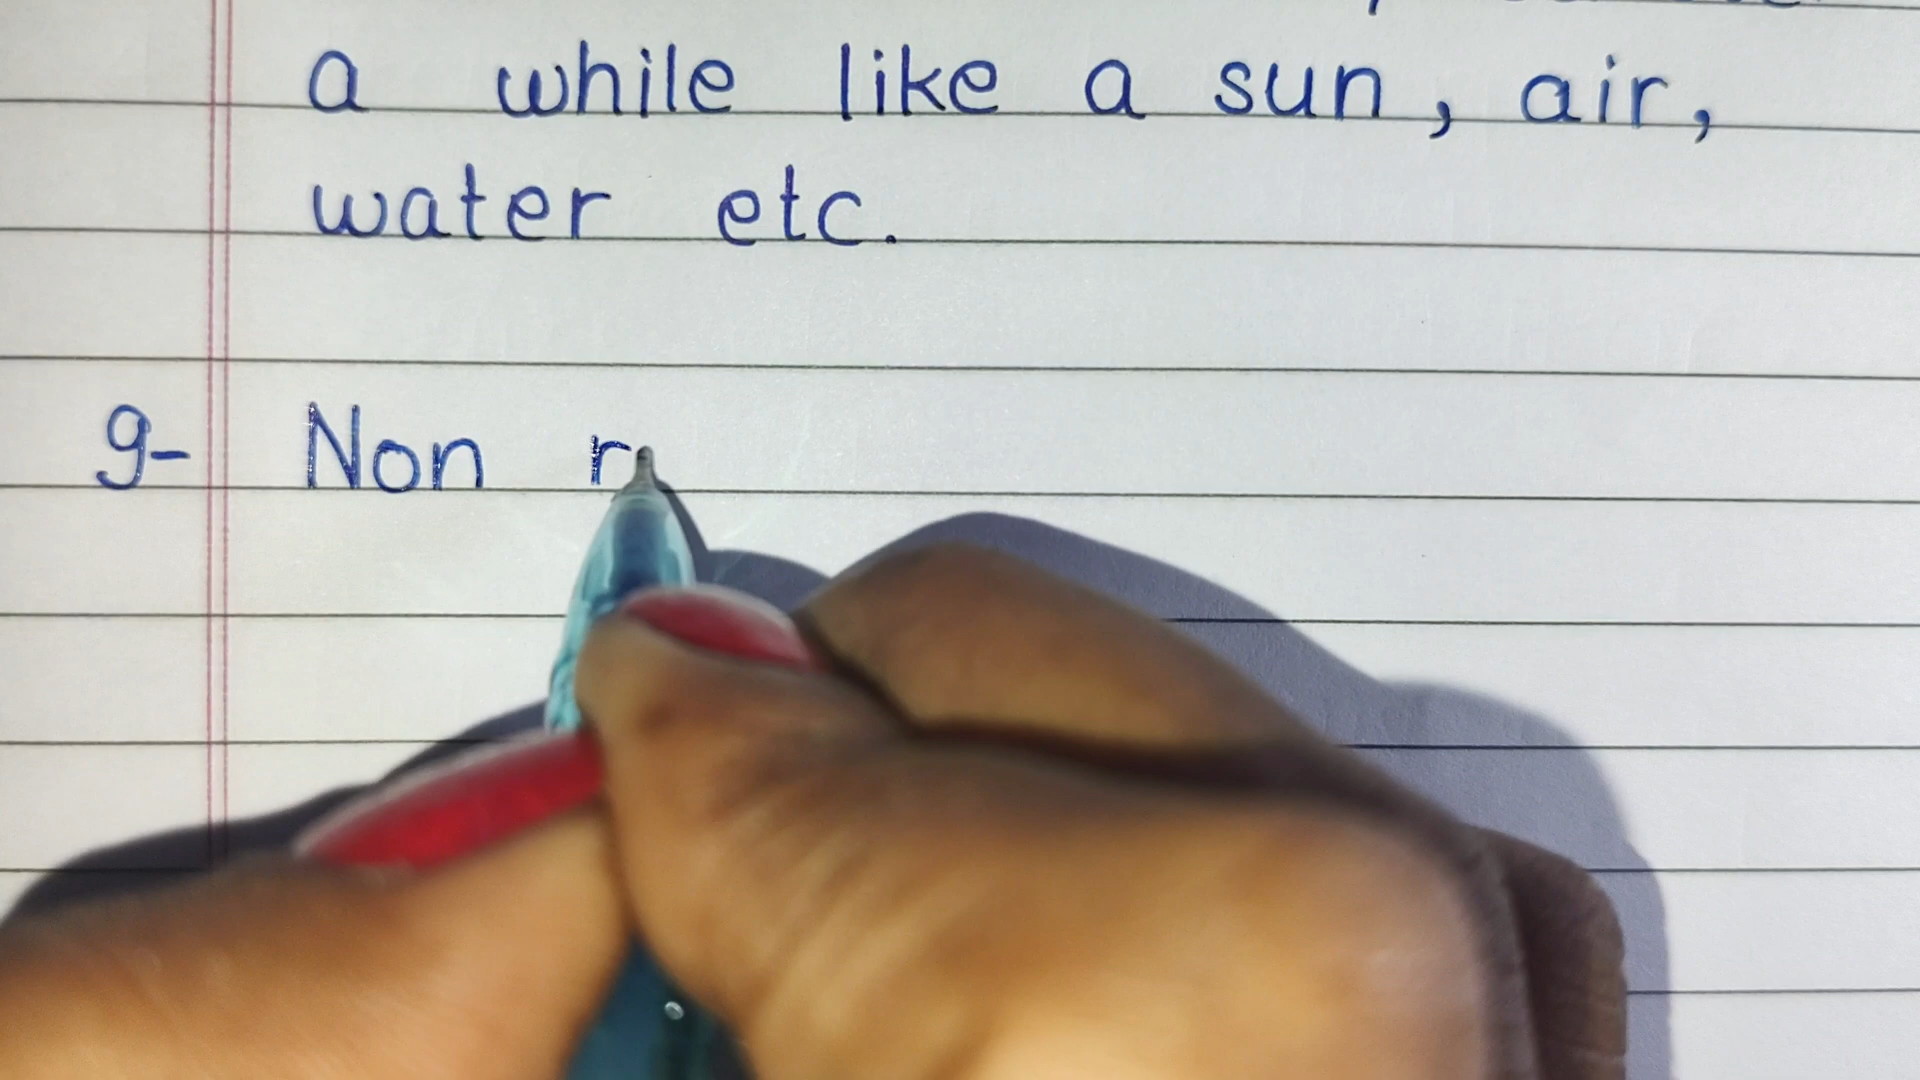 a while like a sun, air,
water etc.
9- Non r